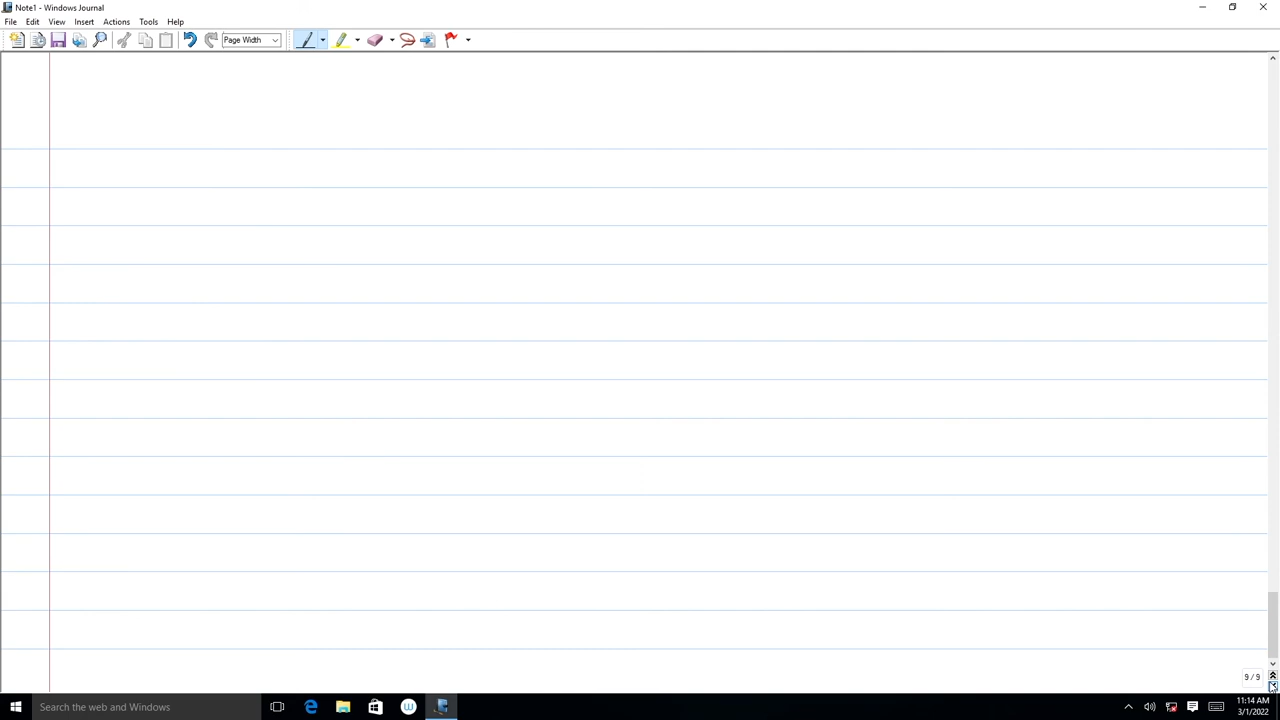 Note1 - Windows Journal
File Edit View Insert Actions Tools Help
Page Width
9 / 9
Search the web and Windows
11:14 AM
3/1/2022